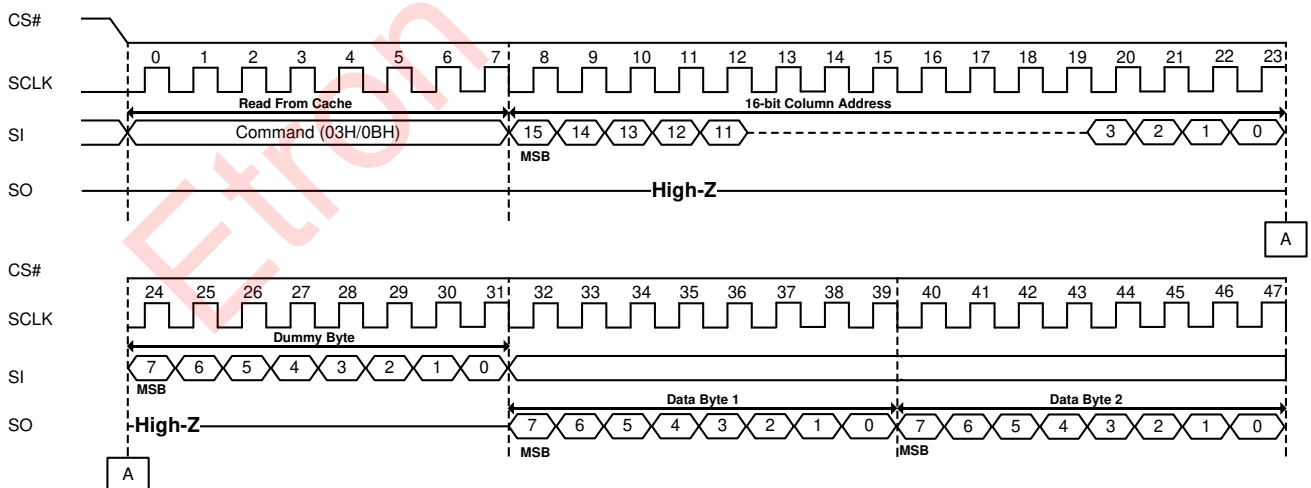 CS#
0 1 2 3 4 5 6 7 8 9 10 11 12 13 14 15 16 17 18 19 20 21 22 23
SCLK
Read From Cache 16-bit Column Address
SI Command (03H/0BH) 15 14 13 12 11 3 2 1 0
MSB
SO High-Z
A
CS#
24 25 26 27 28 29 30 31 32 33 34 35 36 37 38 39 40 41 42 43 44 45 46 47
SCLK
Dummy Byte
SI 7 6 5 4 3 2 1 0
MSB
Data Byte 1 Data Byte 2
SO High-Z 7 6 5 4 3 2 1 0 7 6 5 4 3 2 1 0
MSB MSB
A
Etron